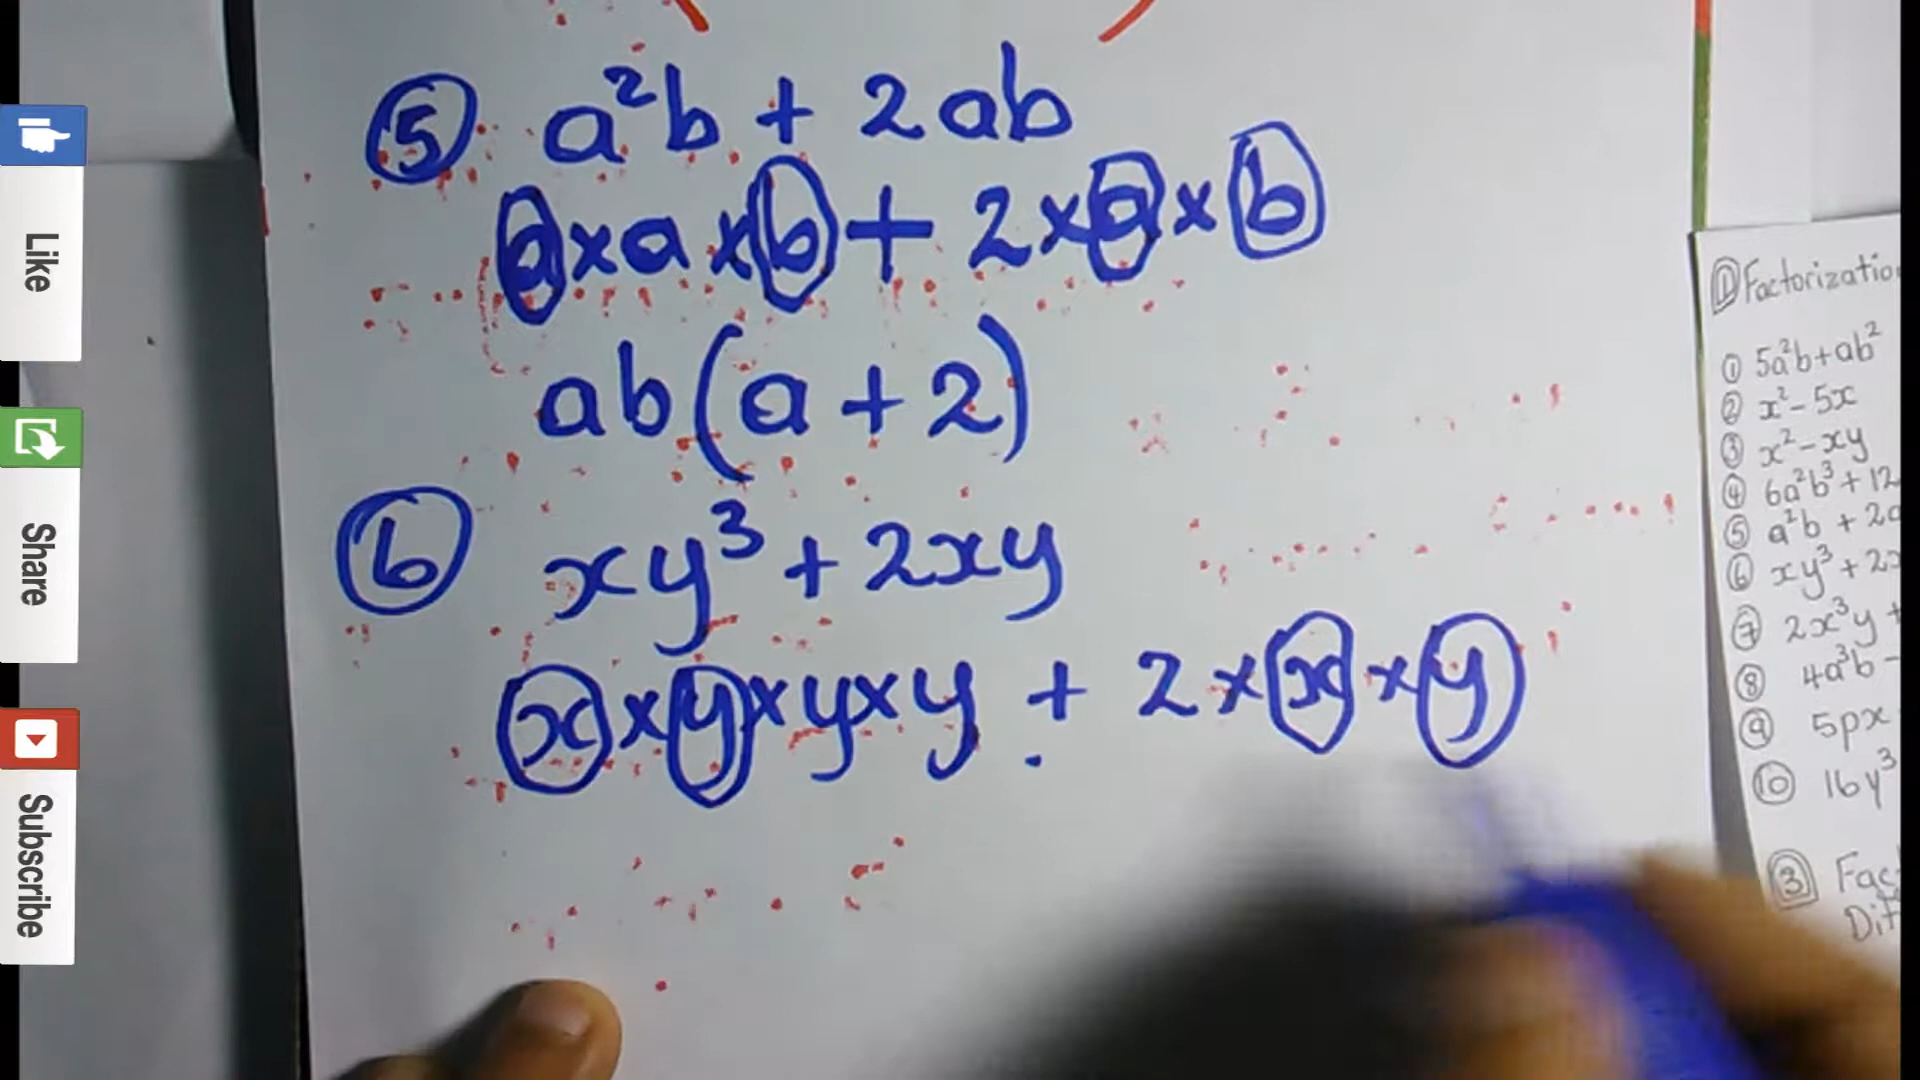 ⑤ a²b + 2ab
a×a×b + 2×a×b
ab(a + 2)
⑥ xy³ + 2xy
x×y×y×y + 2×x×y
Like
Share
Subscribe
① Factorizatio
① 5a²b+ab²
② x² - 5x
③ x² - xy
④ 6a²b³ + 12
⑤ a²b + 2a
⑥ xy³ + 2x
⑦ 2x³y +
⑧ 4a³b -
⑨ 5px
⑩ 16y³
③ Fac